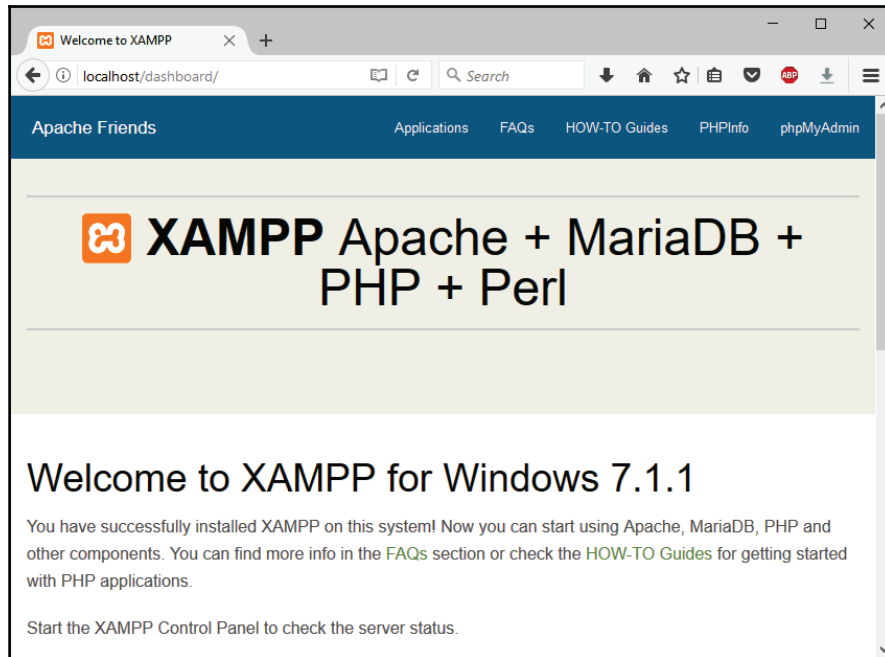 Welcome to XAMPP
localhost/dashboard/
Search
ABP
Apache Friends
Applications FAQs HOW-TO Guides PHPInfo phpMyAdmin
XAMPP Apache + MariaDB +
PHP + Perl
Welcome to XAMPP for Windows 7.1.1
You have successfully installed XAMPP on this system! Now you can start using Apache, MariaDB, PHP and
other components. You can find more info in the FAQs section or check the HOW-TO Guides for getting started
with PHP applications.
Start the XAMPP Control Panel to check the server status.